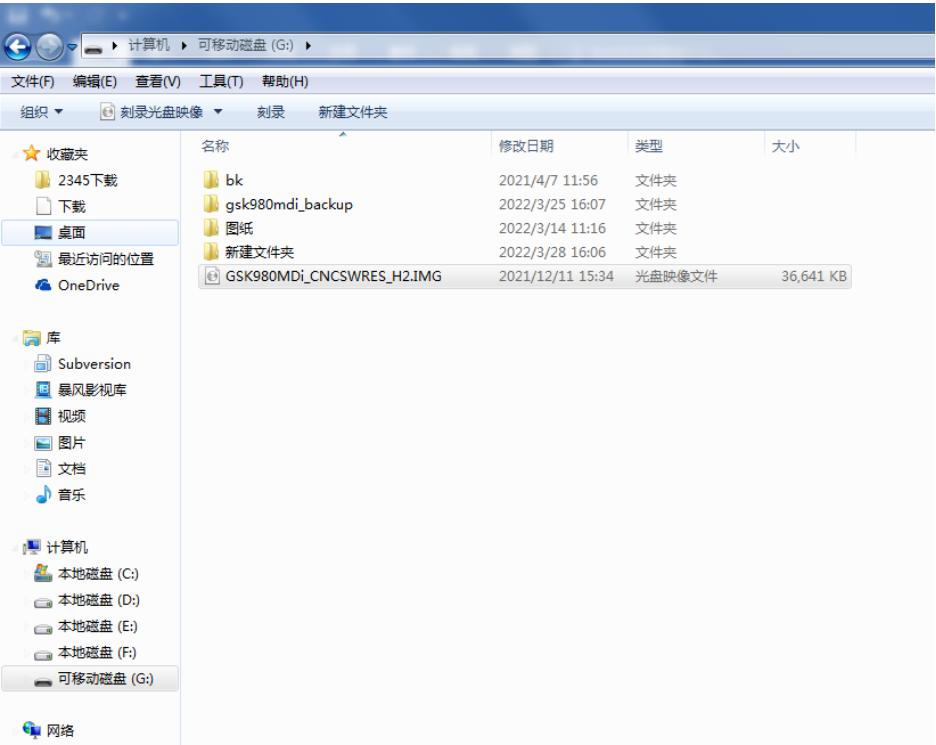 计算机 ▸ 可移动磁盘 (G:) ▸
文件(F) 编辑(E) 查看(V) 工具(T) 帮助(H)
组织 刻录光盘映像 刻录 新建文件夹
名称 修改日期 类型 大小
bk 2021/4/7 11:56 文件夹
gsk980mdi_backup 2022/3/25 16:07 文件夹
图纸 2022/3/14 11:16 文件夹
新建文件夹 2022/3/28 16:06 文件夹
GSK980MDi_CNCSWRES_H2.IMG 2021/12/11 15:34 光盘映像文件 36,641 KB
收藏夹
2345下载
下载
桌面
最近访问的位置
OneDrive
库
Subversion
暴风影视库
视频
图片
文档
音乐
计算机
本地磁盘 (C:)
本地磁盘 (D:)
本地磁盘 (E:)
本地磁盘 (F:)
可移动磁盘 (G:)
网络